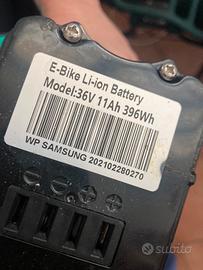 E-Bike Li-ion Battery
Model:36V 11Ah 396Wh
WP SAMSUNG 202102280270
subito